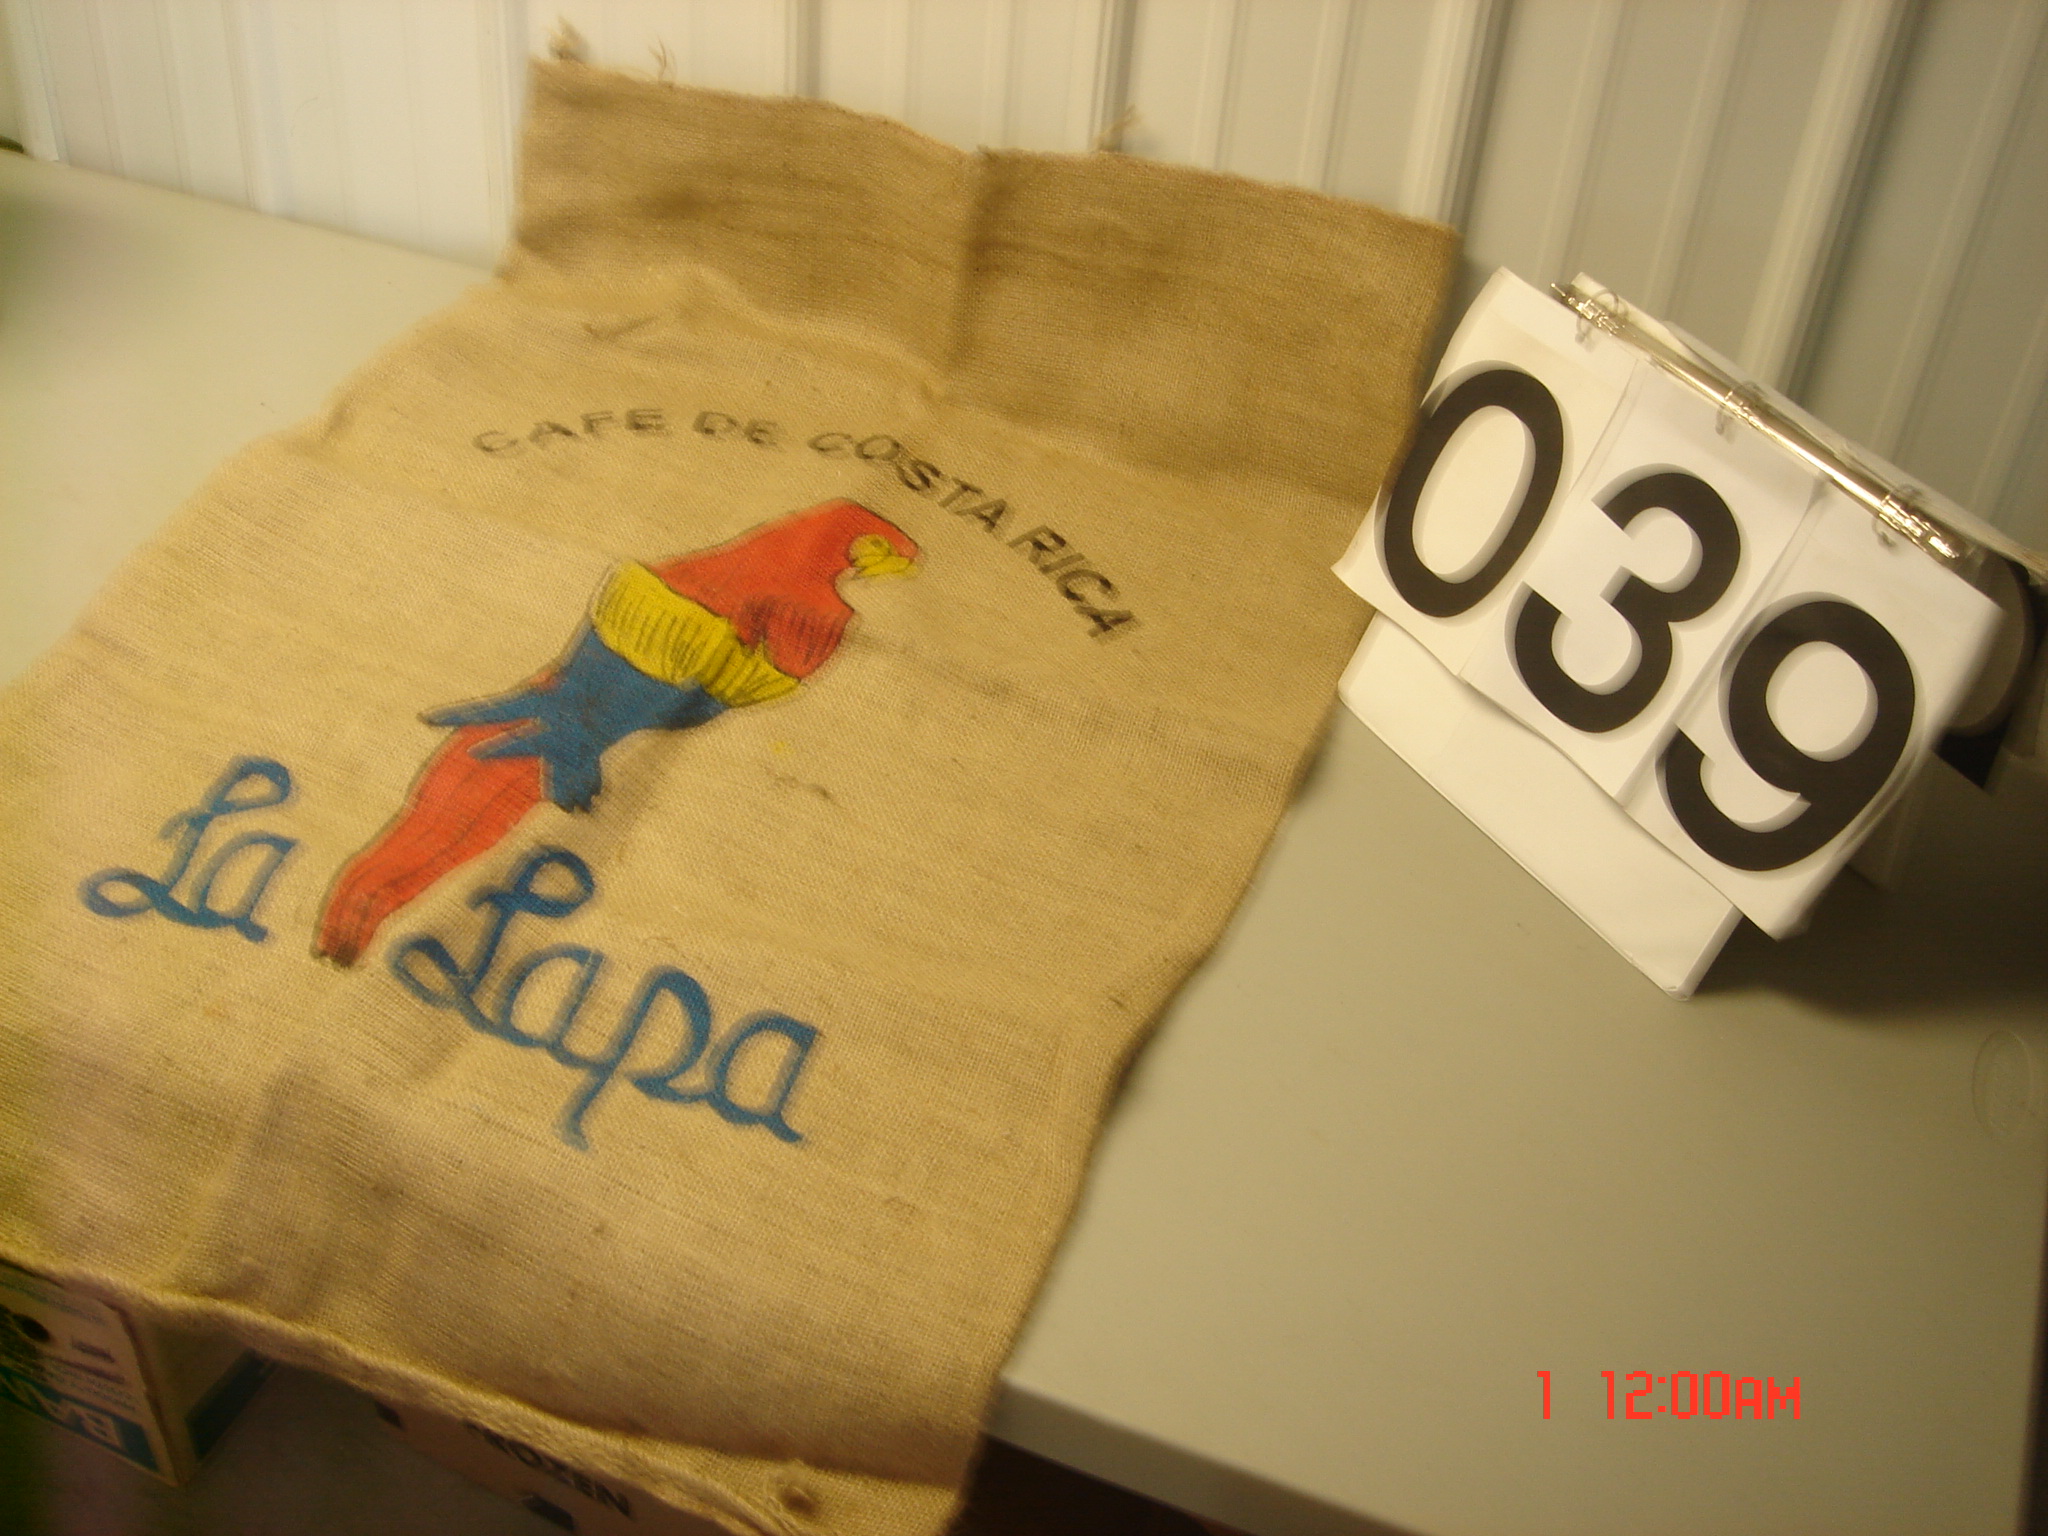 CAFE DE COSTA RICA
La Lapa
039
1 12:00AM